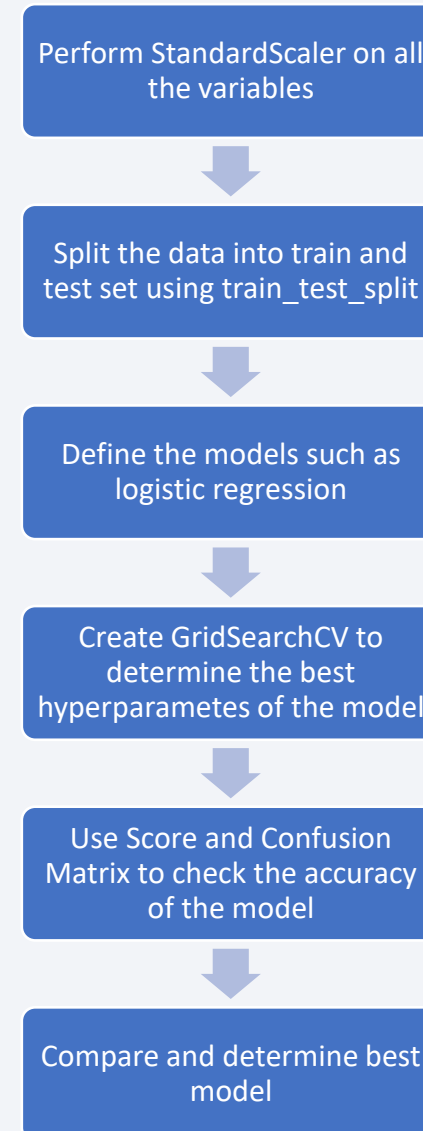 Perform StandardScaler on all
the variables
Split the data into train and
test set using train_test_split
Define the models such as
logistic regression
Create GridSearchCV to
determine the best
hyperparametes of the model
Use Score and Confusion
Matrix to check the accuracy
of the model
Compare and determine best
model